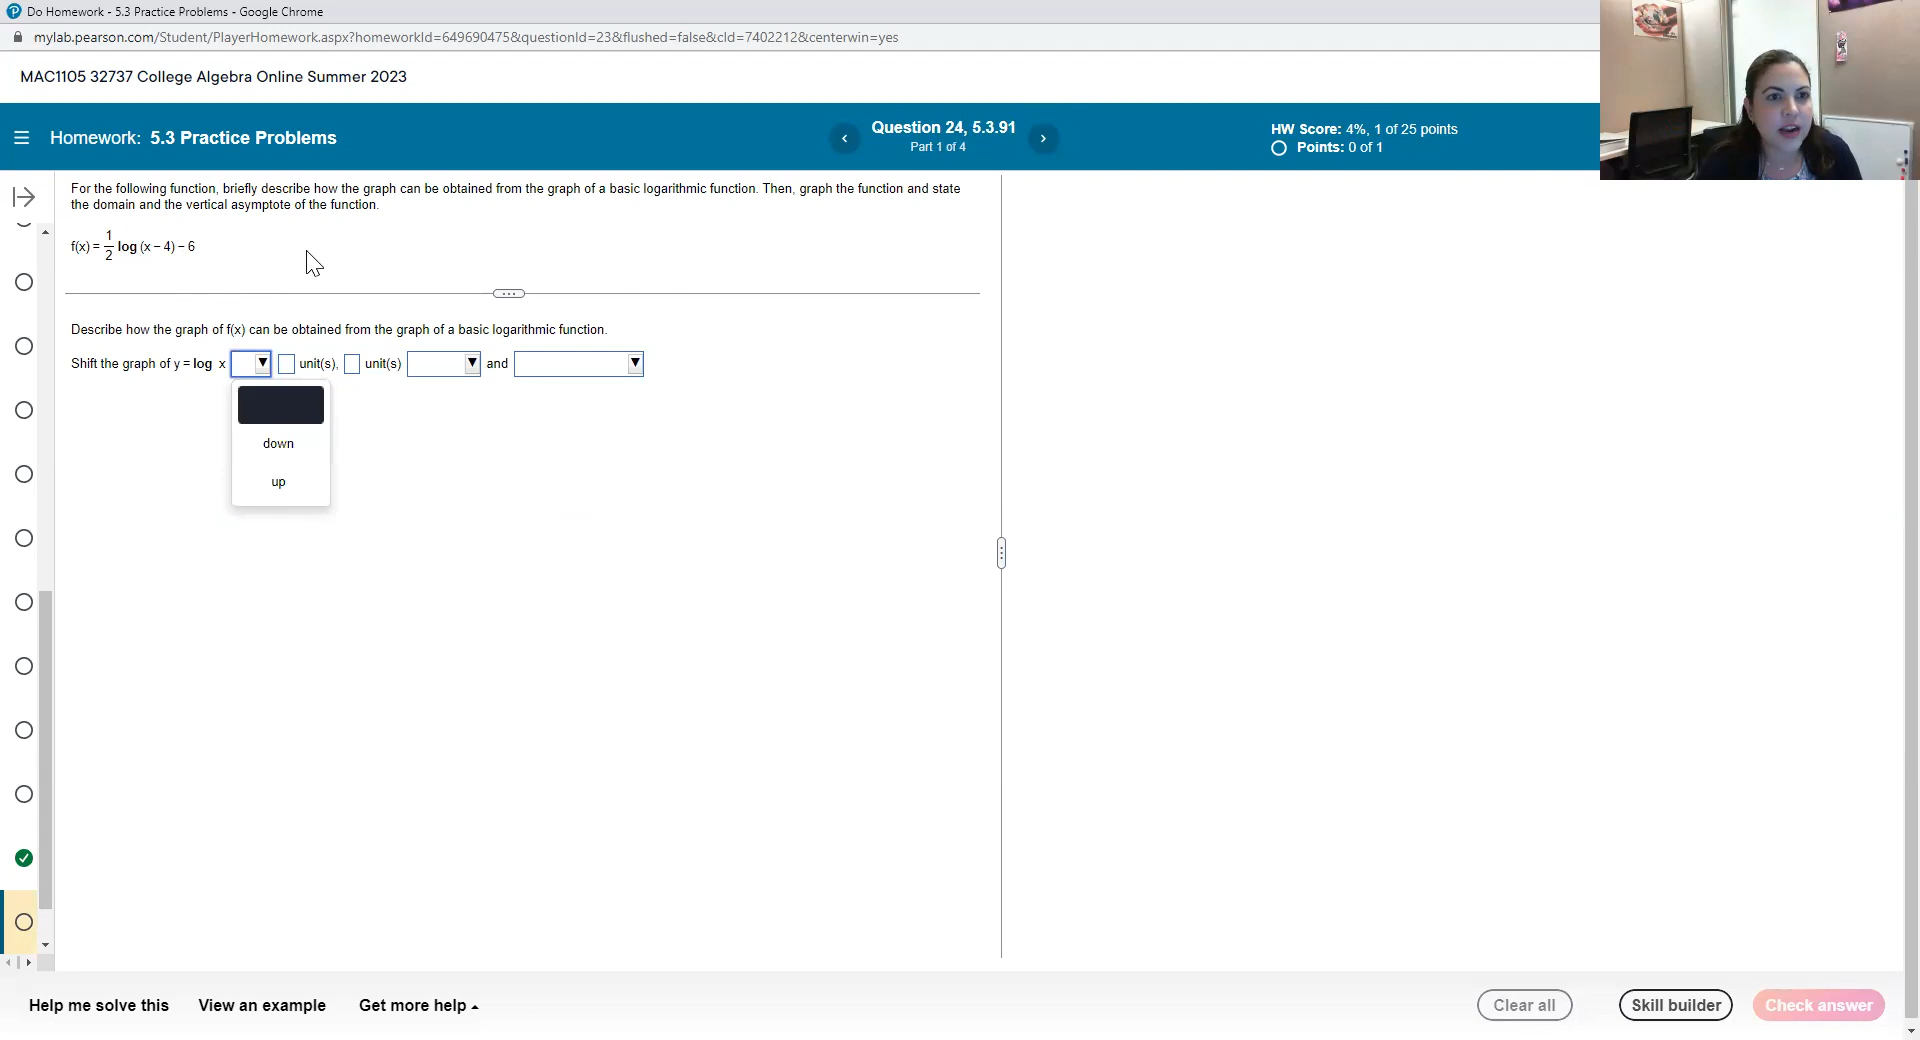 Do Homework - 5.3 Practice Problems - Google Chrome
mylab.pearson.com/Student/PlayerHomework.aspx?homeworkId=649690475&questionId=23&flushed=false&cId=7402212&centerwin=yes
MAC1105 32737 College Algebra Online Summer 2023
Homework: 5.3 Practice Problems
Question 24, 5.3.91
Part 1 of 4
HW Score: 4%, 1 of 25 points
Points: 0 of 1
For the following function, briefly describe how the graph can be obtained from the graph of a basic logarithmic function. Then, graph the function and state
the domain and the vertical asymptote of the function.
f(x) = 1/2 log (x – 4) – 6
Describe how the graph of f(x) can be obtained from the graph of a basic logarithmic function.
Shift the graph of y = log x unit(s), unit(s) and
down
up
Help me solve this
View an example
Get more help
Clear all
Skill builder
Check answer